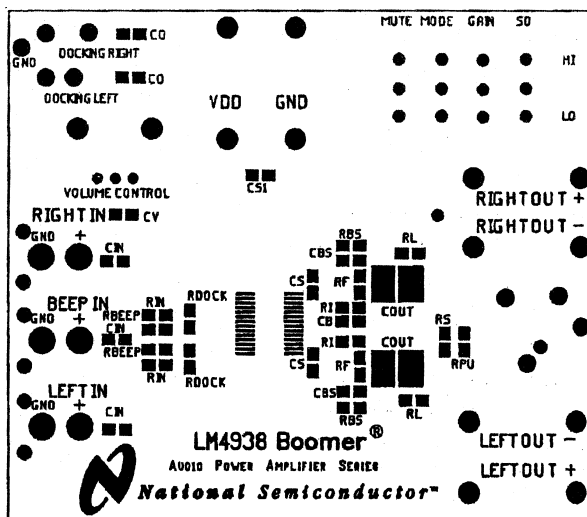 MUTE MODE GAIN SD
CO
DOCKING RIGHT
GND
HI
CO
DOCKING LEFT
VDD GND
LO
VOLUME CONTROL
CS1
RIGHT IN CV
RIGHTOUT +
GND +
RIGHTOUT -
CIN
RBS RL
CBS
BEEP IN
RIN RDOCK
CS RF
GND +
RBEEP
CIN
RI
COUT
CB
RS
RBEEP
RI
COUT
RIN
RDOCK
CS
RF
RPU
LEFT IN
CBS
GND +
CIN
RBS RL
LM4938 Boomer®
LEFTOUT -
AUDIO POWER AMPLIFIER SERIES
LEFTOUT +
National Semiconductor™